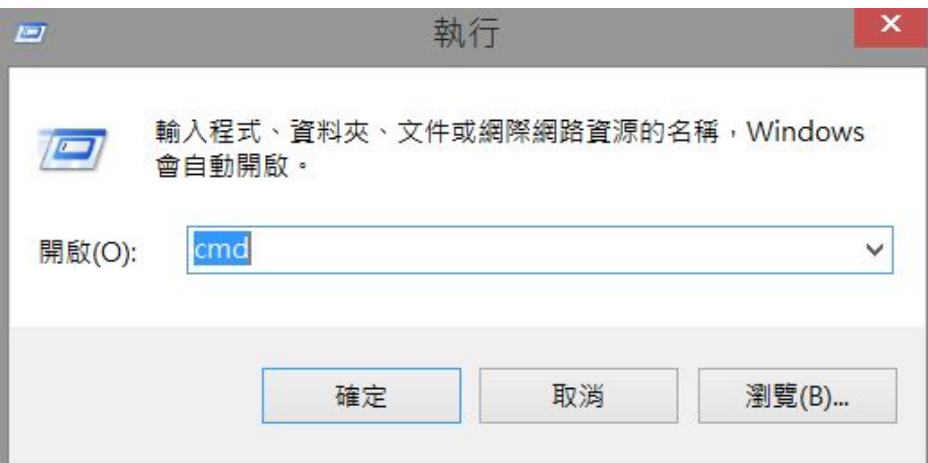 執行
輸入程式、資料夾、文件或網際網路資源的名稱，Windows
會自動開啟。
開啟(O): cmd
確定 取消 瀏覽(B)...